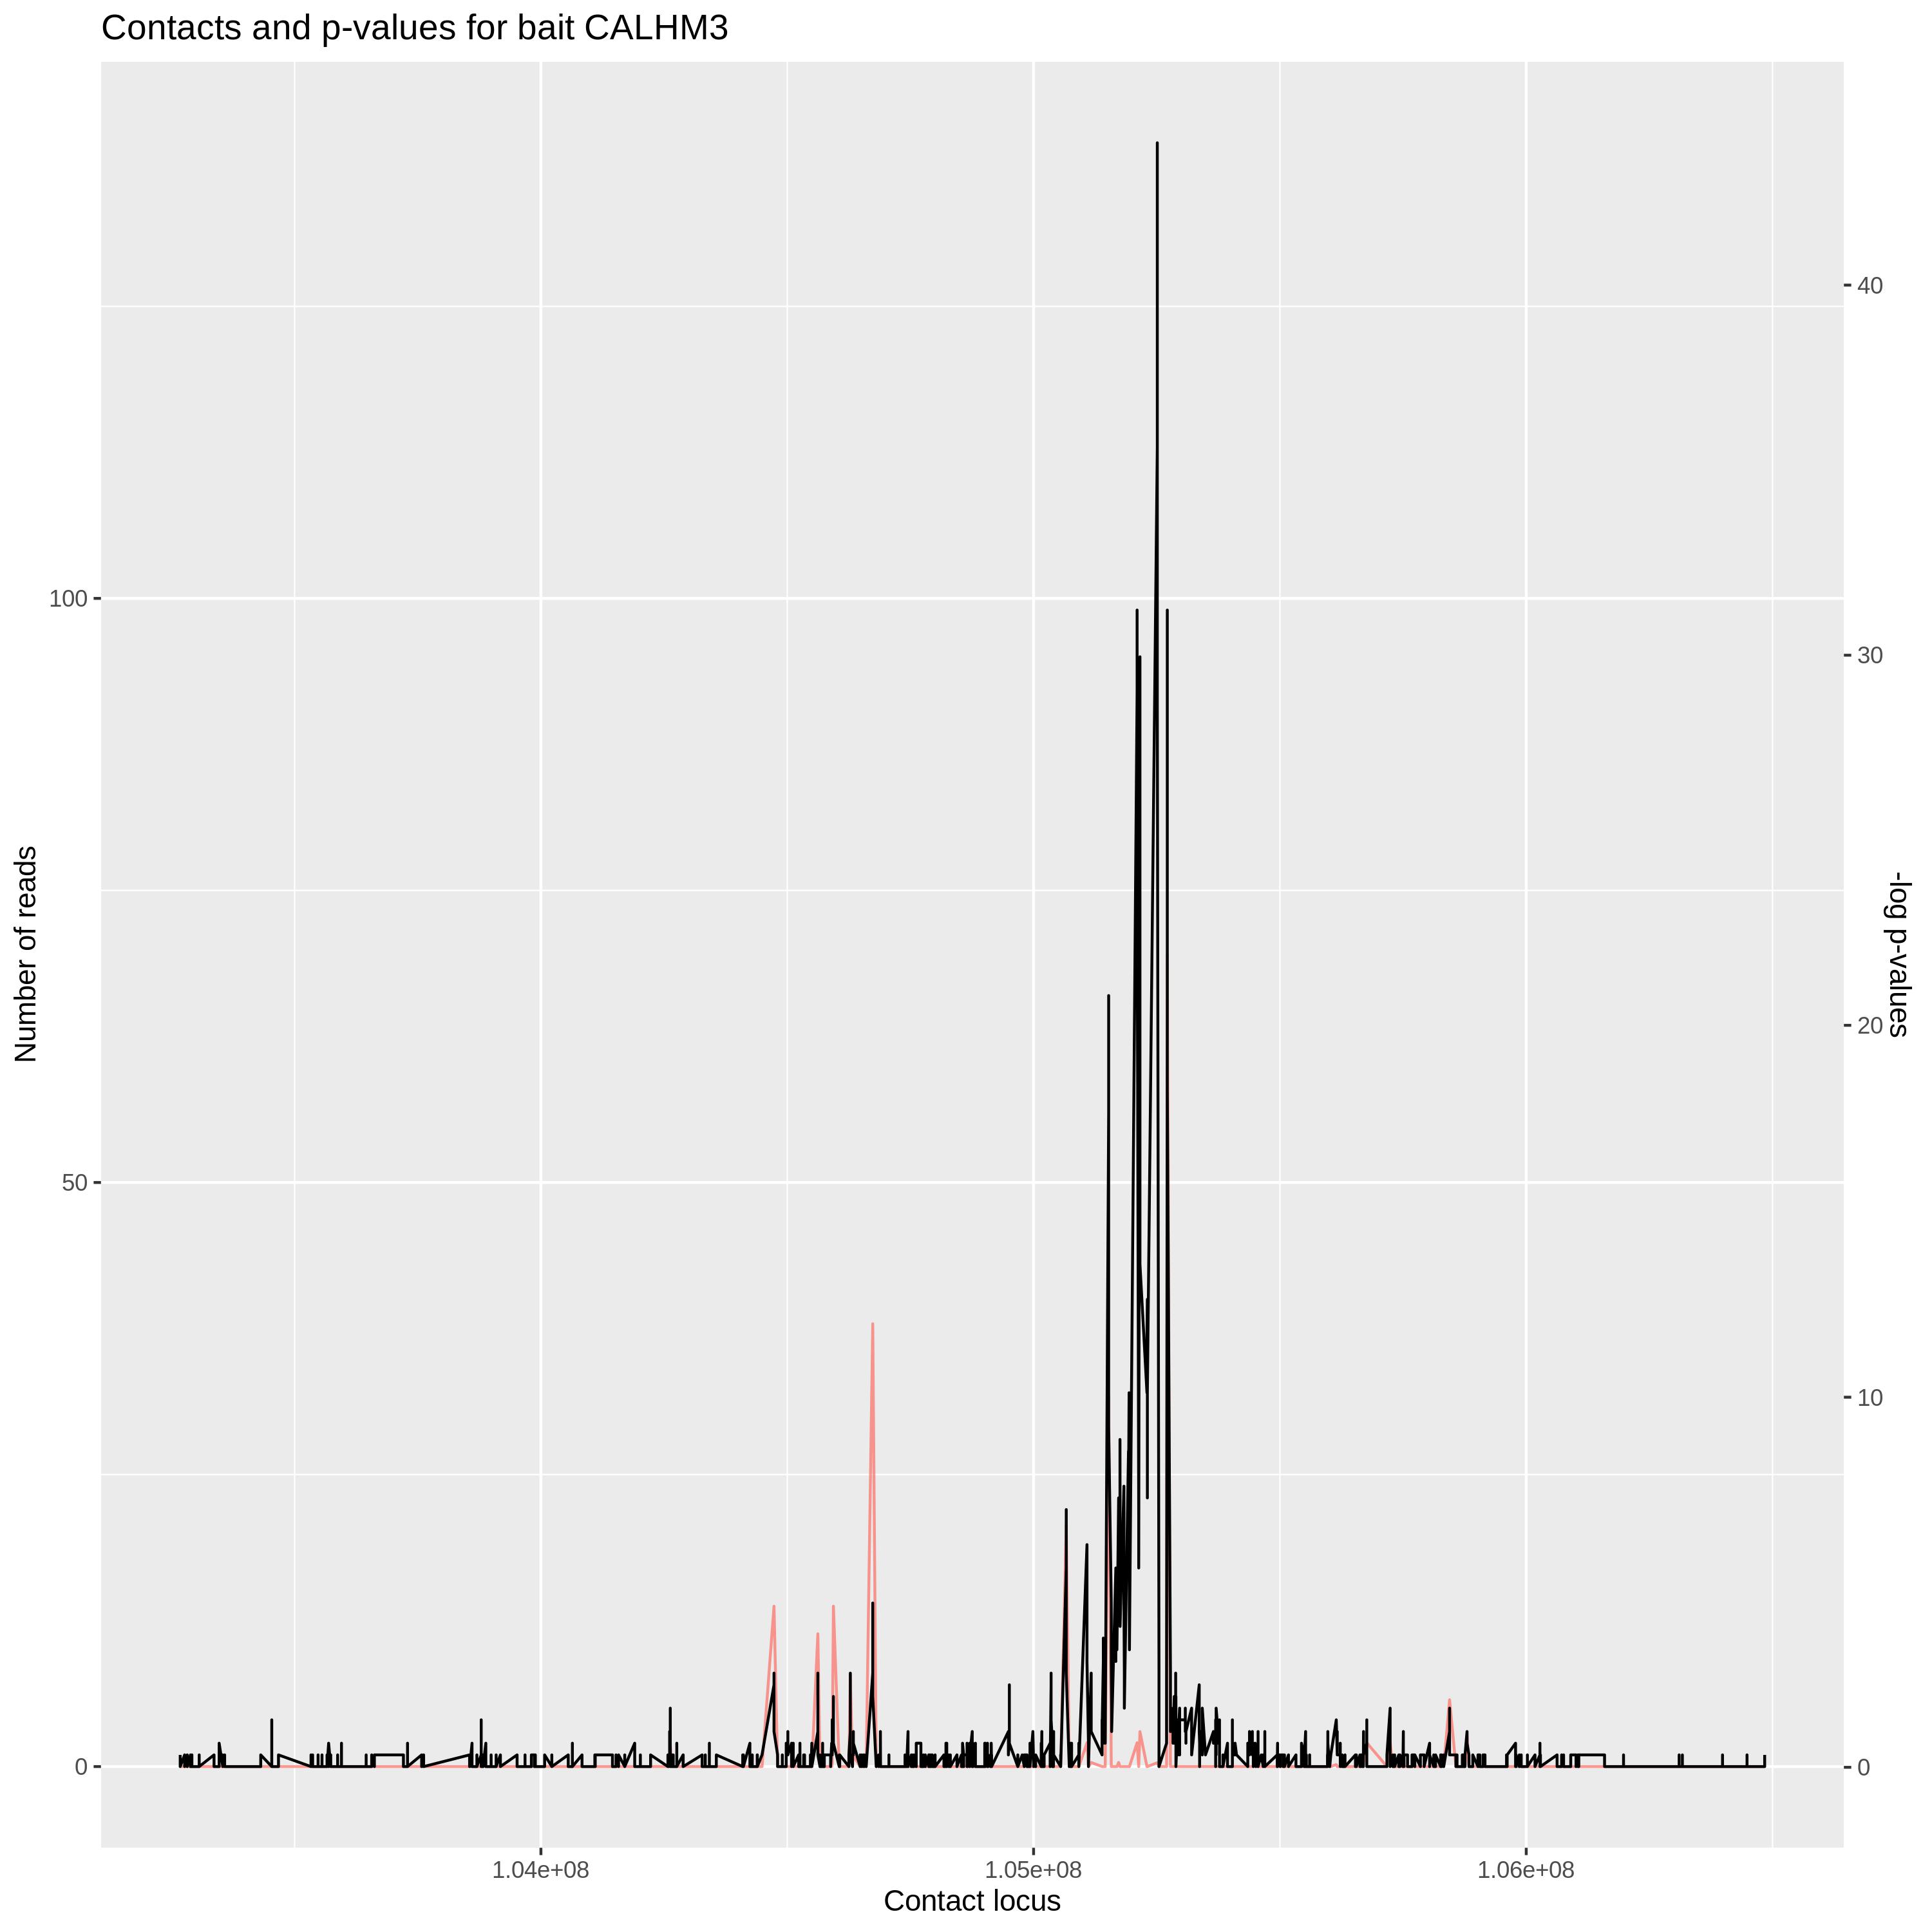 Contacts and p-values for bait CALHM3
Number of reads
100
50
0
40
30
20
10
0
-log p-values
1.04e+08
1.05e+08
1.06e+08
Contact locus